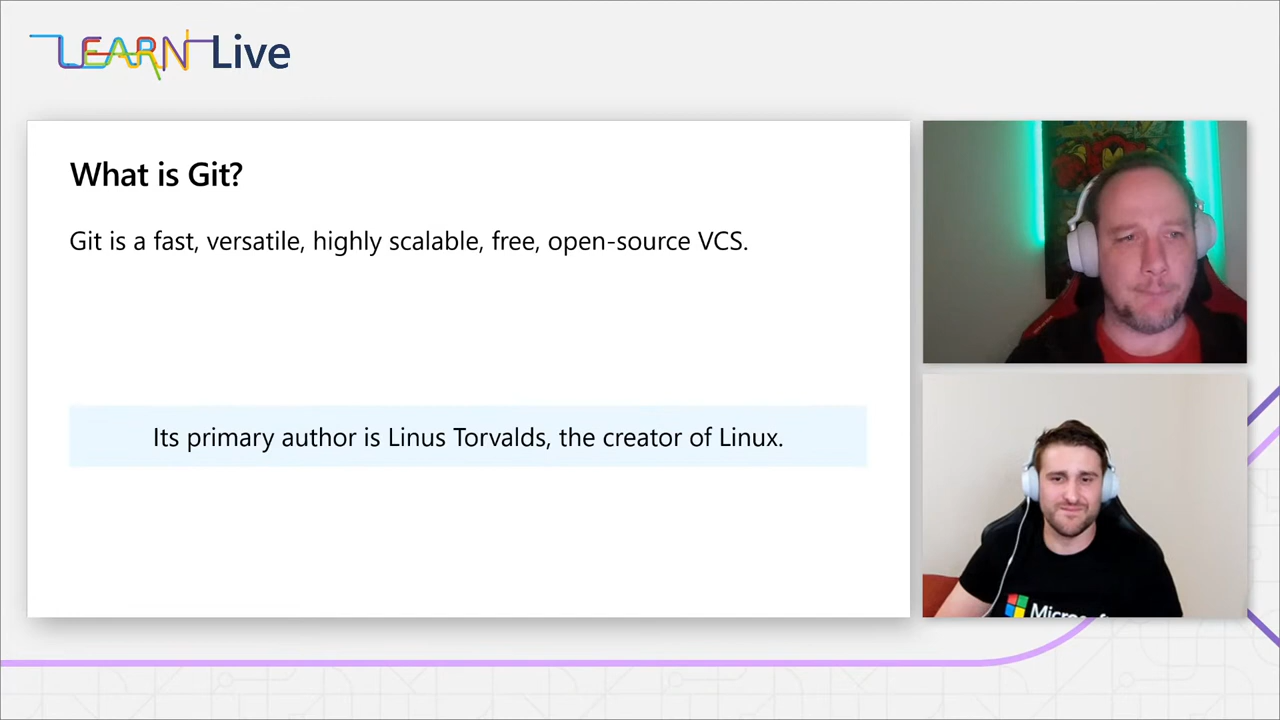 LEARN Live
What is Git?
Git is a fast, versatile, highly scalable, free, open-source VCS.
Its primary author is Linus Torvalds, the creator of Linux.
Microsoft